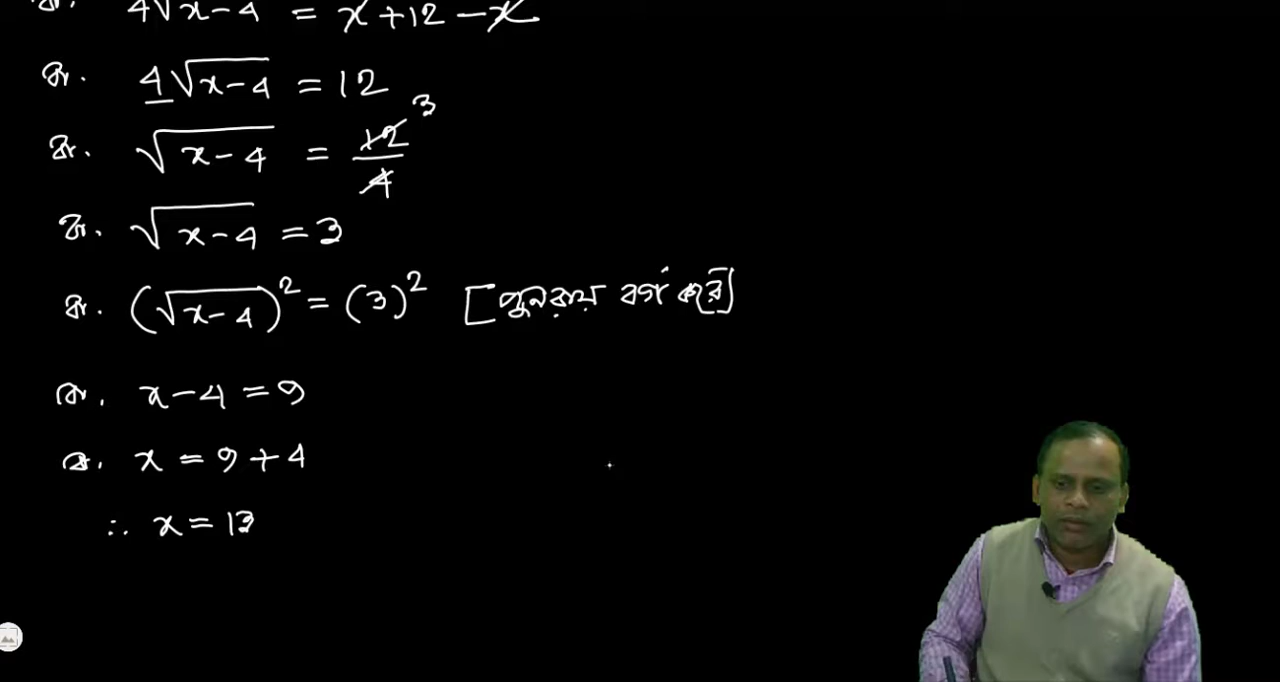 বা. 4√x-4 = x+12-x
বা. 4√x-4 = 12
বা. √x-4 = 12/4 3
বা. √x-4 = 3
বা. (√x-4)² = (3)² [পুনরায় বর্গ করে]
বা. x-4 = 9
বা. x = 9+4
∴ x = 13